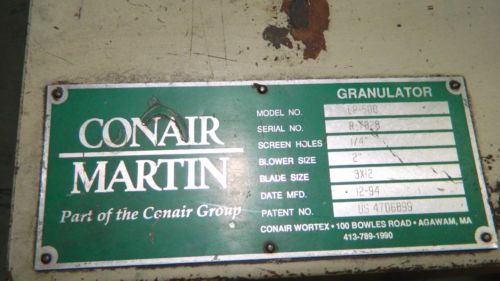 CONAIR
MARTIN
Part of the Conair Group
GRANULATOR
MODEL NO. LP-500
SERIAL NO. R-7828
SCREEN HOLES 1/4"
BLOWER SIZE 2"
BLADE SIZE 3X12
DATE MFD. 12-94
PATENT NO. US 4706899
CONAIR WORTEX • 100 BOWLES ROAD • AGAWAM, MA
413-789-1990